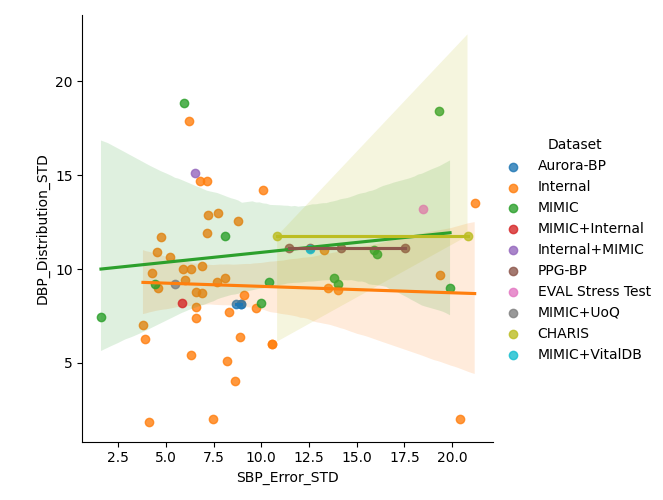 20
15
10
5
DBP_Distribution_STD
2.5 5.0 7.5 10.0 12.5 15.0 17.5 20.0
SBP_Error_STD
Dataset
Aurora-BP
Internal
MIMIC
MIMIC+Internal
Internal+MIMIC
PPG-BP
EVAL Stress Test
MIMIC+UoQ
CHARIS
MIMIC+VitalDB